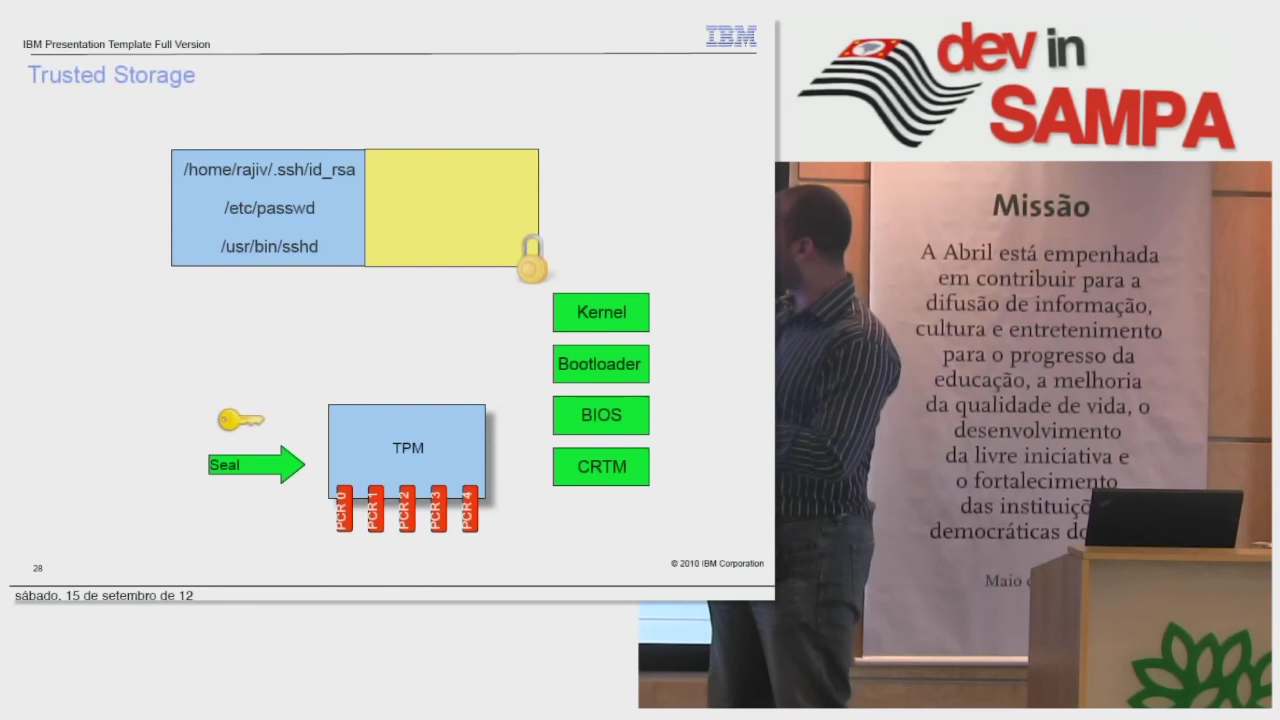 3rd Presentation Template Full Version
IBM
Trusted Storage
/home/rajiv/.ssh/id_rsa
/etc/passwd
/usr/bin/sshd
Kernel
Bootloader
BIOS
CRTM
Seal
TPM
PCR 0
PCR 1
PCR 2
PCR 3
PCR 4
28
© 2010 IBM Corporation
sábado, 15 de setembro de 12
dev in
SAMPA
Missão
A Abril está empenhada
em contribuir para a
difusão de informação,
cultura e entretenimento
para o progresso da
educação, a melhoria
da qualidade de vida, o
desenvolvimento
da livre iniciativa e
o fortalecimento
das instituiçõ
democráticas do
Maio